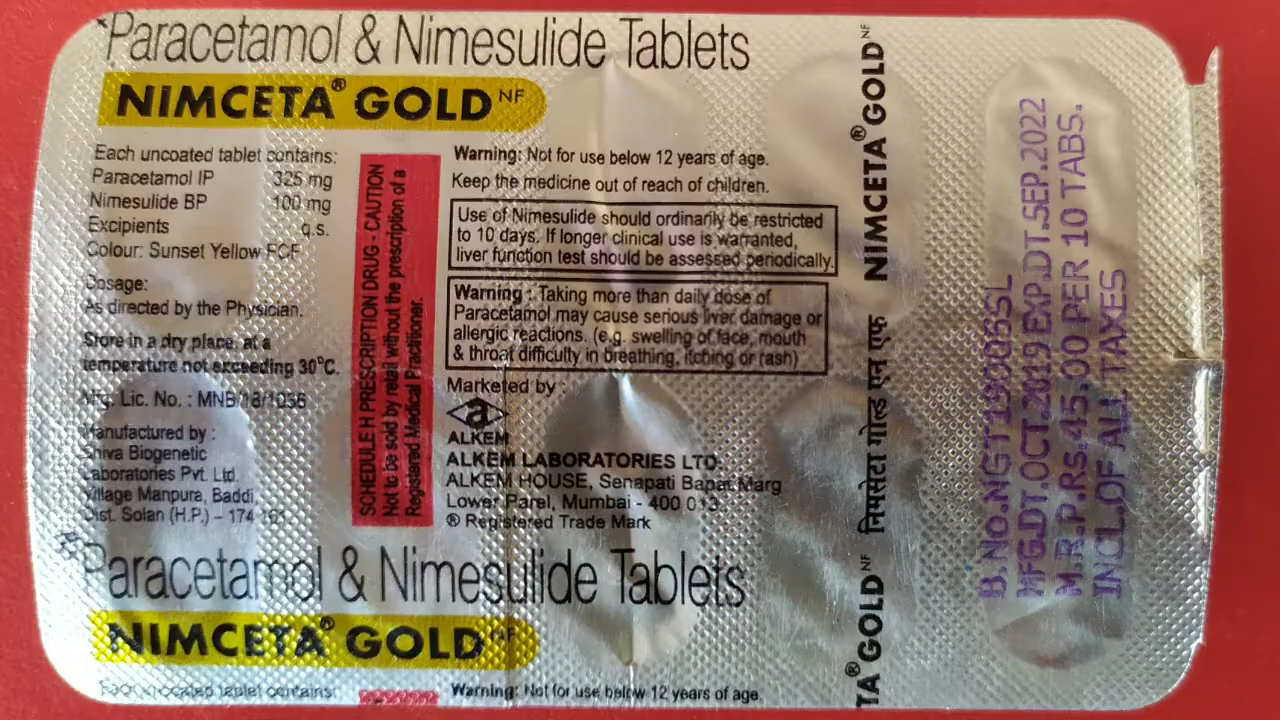 Paracetamol & Nimesulide Tablets
NIMCETA® GOLD NF
Each uncoated tablet contains:
Paracetamol IP 325 mg
Nimesulide BP 100 mg
Excipients q.s.
Colour: Sunset Yellow FCF
Dosage:
As directed by the Physician.
Store in a dry place, at a
temperature not exceeding 30°C.
Mfg. Lic. No. : MNB/18/1036
Manufactured by :
Shiva Biogenetic
Laboratories Pvt. Ltd.
Village Manpura, Baddi,
Dist. Solan (H.P.) – 174 101
SCHEDULE H PRESCRIPTION DRUG - CAUTION
Not to be sold by retail without the prescription of a
Registered Medical Practitioner.
Warning: Not for use below 12 years of age.
Keep the medicine out of reach of children.
Use of Nimesulide should ordinarily be restricted
to 10 days. If longer clinical use is warranted,
liver function test should be assessed periodically.
Warning : Taking more than daily dose of
Paracetamol may cause serious liver damage or
allergic reactions. (e.g. swelling of face, mouth
& throat difficulty in breathing, itching or rash)
Marketed by :
a
ALKEM
ALKEM LABORATORIES LTD.
ALKEM HOUSE, Senapati Bapat Marg
Lower Parel, Mumbai - 400 013
® Registered Trade Mark
Paracetamol & Nimesulide Tablets
NIMCETA® GOLD NF
Each uncoated tablet contains:
Warning: Not for use below 12 years of age.
TA® GOLD NF निमसेटा गोल्ड एन एफ NIMCETA® GOLD NF
B.No.NGT19006SL
MFG.DT.OCT.2019 EXP.DT.SEP.2022
M.R.P.Rs.45.00 PER 10 TABS.
INCL.OF ALL TAXES